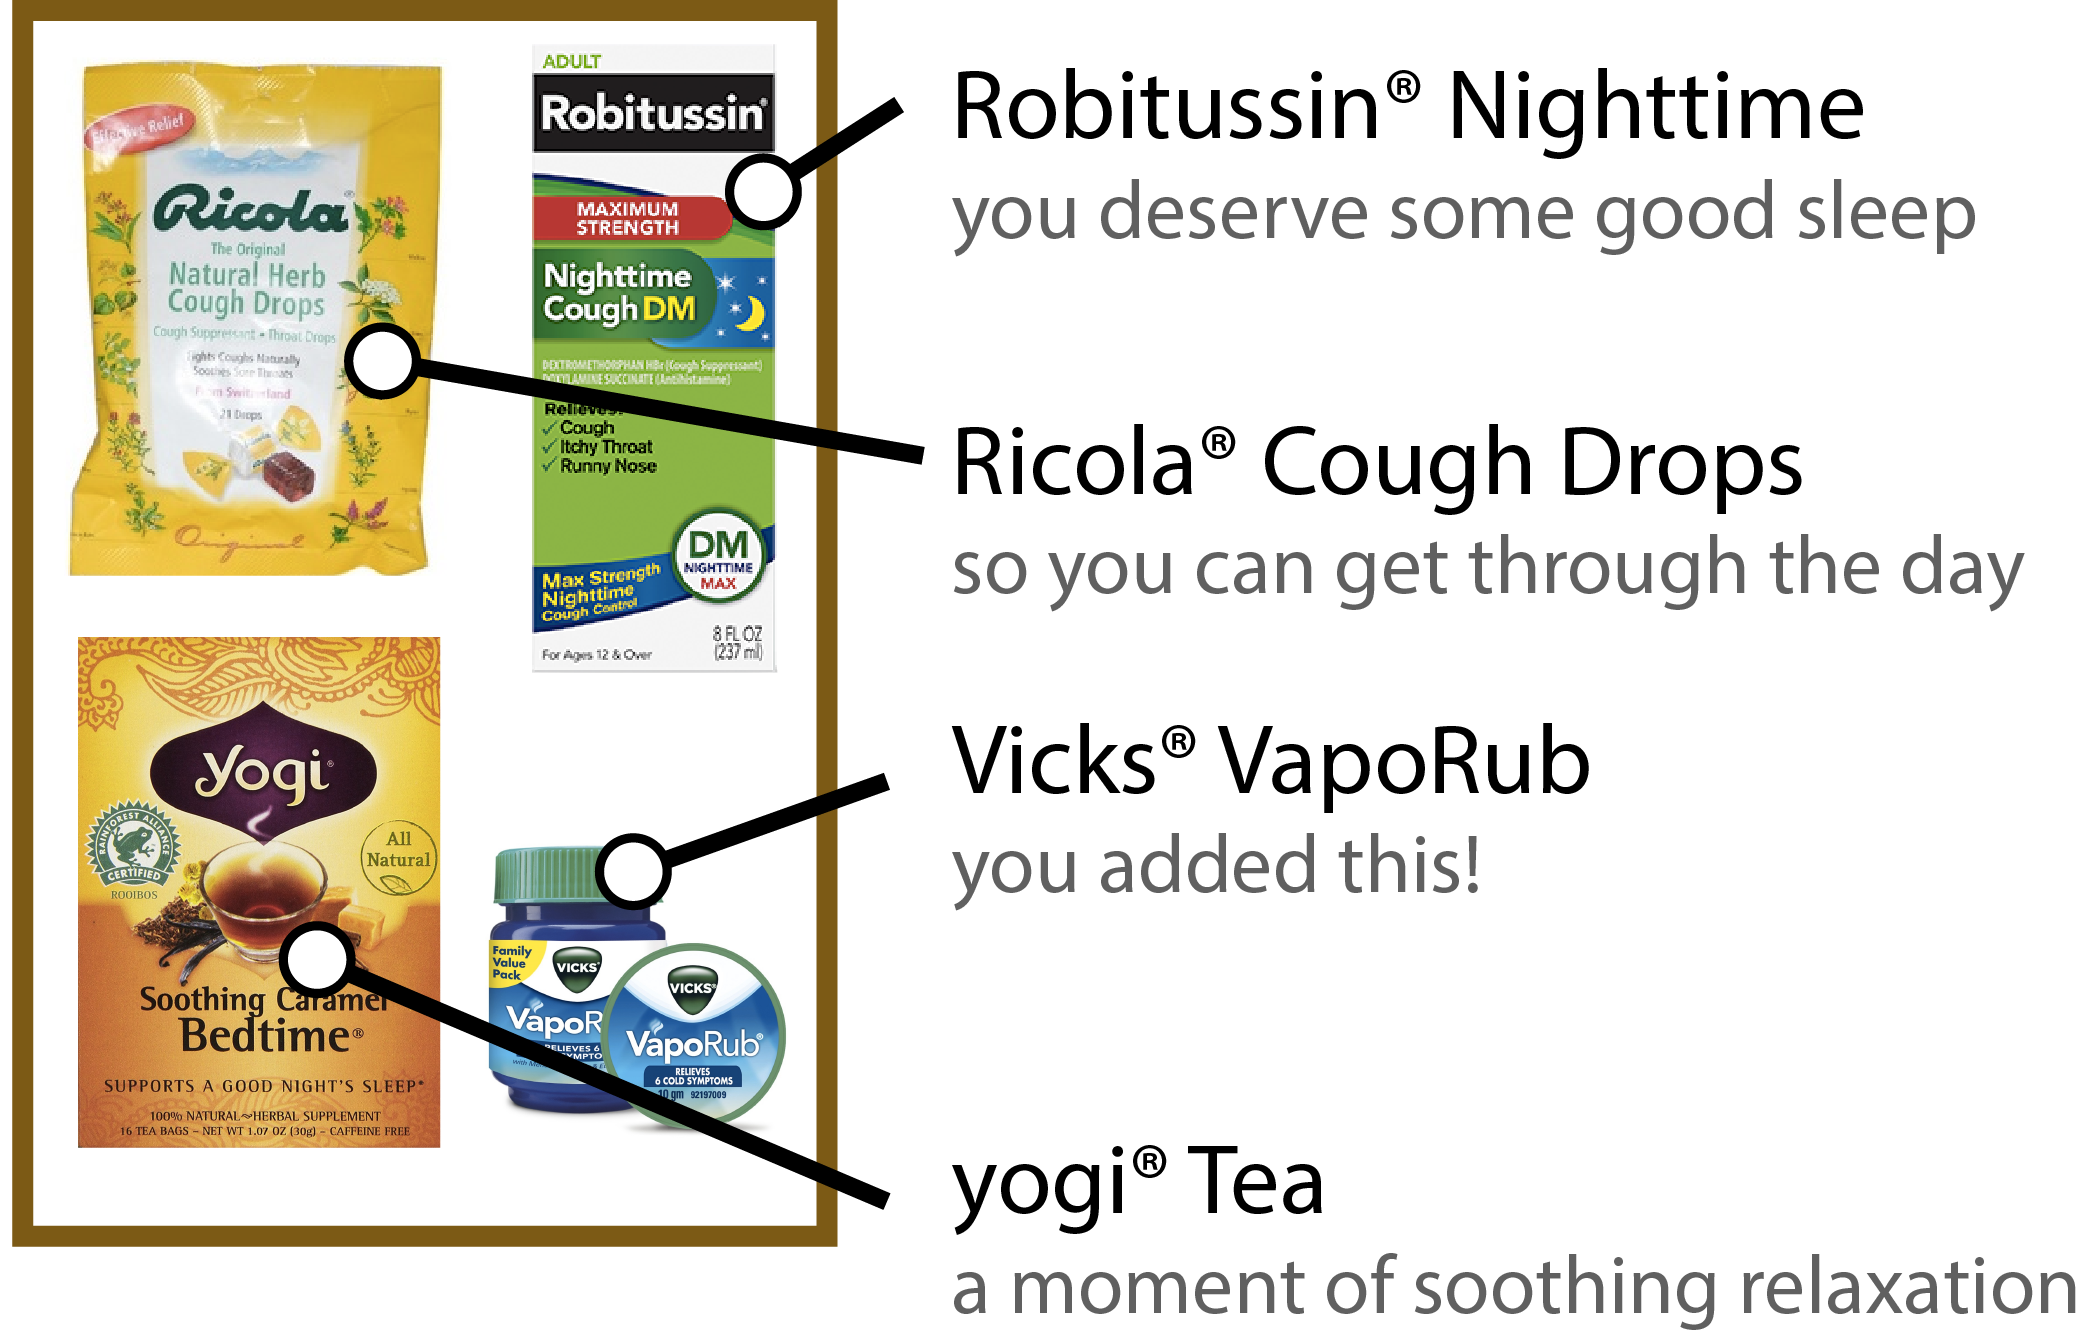 Effective Relief
Ricola®
The Original
Natural Herb
Cough Drops
Cough Suppressant • Throat Drops
Fights Coughs Naturally
Soothes Sore Throats
From Switzerland
21 Drops
Original
ADULT
Robitussin®
MAXIMUM
STRENGTH
Nighttime
Cough DM
DEXTROMETHORPHAN HBr (Cough Suppressant)
DOXYLAMINE SUCCINATE (Antihistamine)
Relieves:
✓ Cough
✓ Itchy Throat
✓ Runny Nose
DM
NIGHTTIME
MAX
Max Strength
Nighttime
Cough Control
8 FL OZ
(237 ml)
For Ages 12 & Over
yogi®
RAINFOREST ALLIANCE
CERTIFIED
ROOIBOS
All
Natural
Soothing Caramel
Bedtime®
SUPPORTS A GOOD NIGHT'S SLEEP*
100% NATURAL~HERBAL SUPPLEMENT
16 TEA BAGS – NET WT 1.07 OZ (30g) – CAFFEINE FREE
Family
Value
Pack
VICKS®
VapoR
RELIEVES 6
VICKS®
VapoRub®
RELIEVES
6 COLD SYMPTOMS
10 gm 92197009
Robitussin® Nighttime
you deserve some good sleep
Ricola® Cough Drops
so you can get through the day
Vicks® VapoRub
you added this!
yogi® Tea
a moment of soothing relaxation